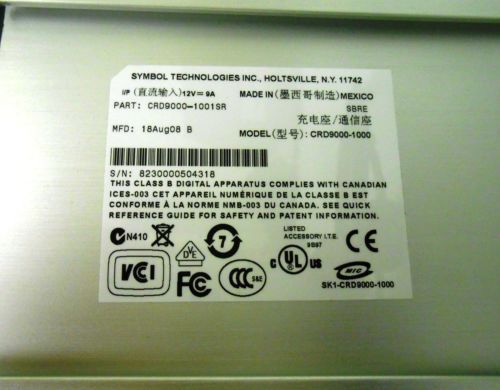 SYMBOL TECHNOLOGIES INC., HOLTSVILLE, N.Y. 11742
I/P (直流输入) 12V⎓9A MADE IN (墨西哥制造) MEXICO
PART: CRD9000-1001SR SBRE
充电座/通信座
MFD: 18Aug08 B MODEL(型号): CRD9000-1000
S/N: 8230000504318
THIS CLASS B DIGITAL APPARATUS COMPLIES WITH CANADIAN
ICES-003 CET APPAREIL NUMÉRIQUE DE LA CLASSE B EST
CONFORME À LA NORME NMB-003 DU CANADA. SEE QUICK
REFERENCE GUIDE FOR SAFETY AND PATENT INFORMATION.
N410 7 LISTED
ACCESSORY I.T.E.
9B97
DVE C UL US CE
VCCI FC CCC S&E MIC
SK1-CRD9000-1000